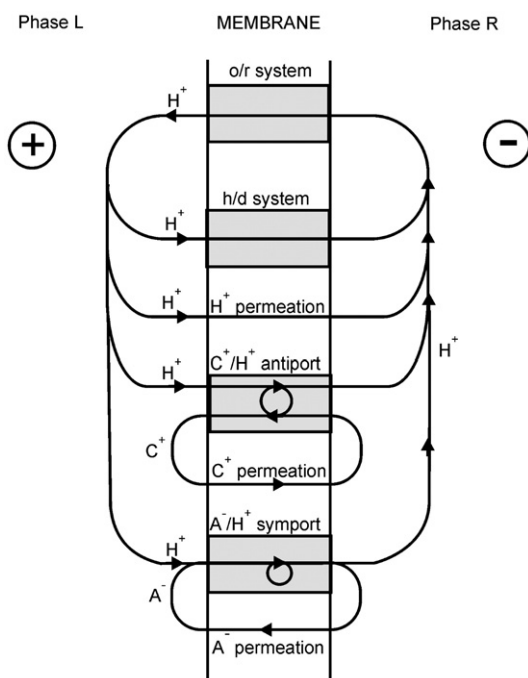 Phase L MEMBRANE Phase R
o/r system
H⁺
+ -
h/d system
H⁺
H⁺ H⁺ permeation
H⁺
C⁺/H⁺ antiport
H⁺
C⁺
C⁺ permeation
A⁻/H⁺ symport
H⁺
A⁻
A⁻ permeation